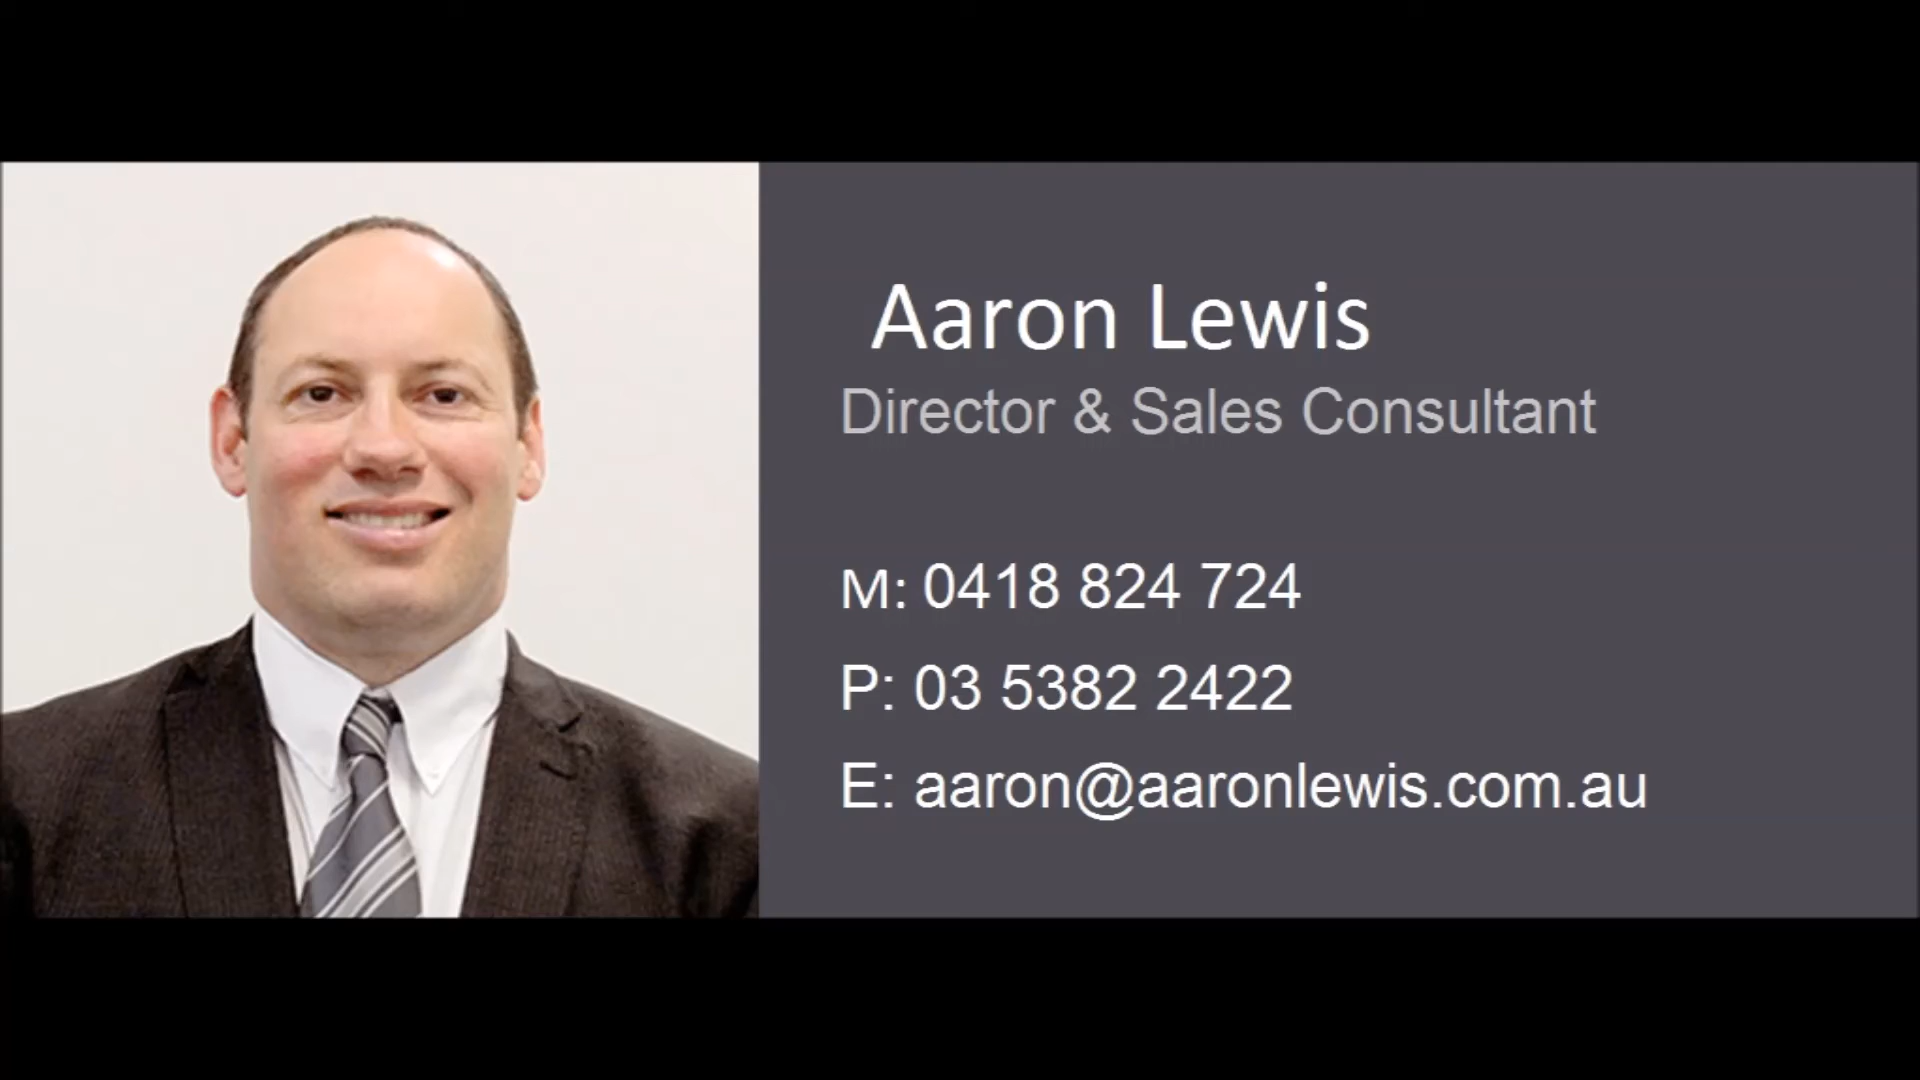 Aaron Lewis
Director & Sales Consultant
M: 0418 824 724
P: 03 5382 2422
E: aaron@aaronlewis.com.au